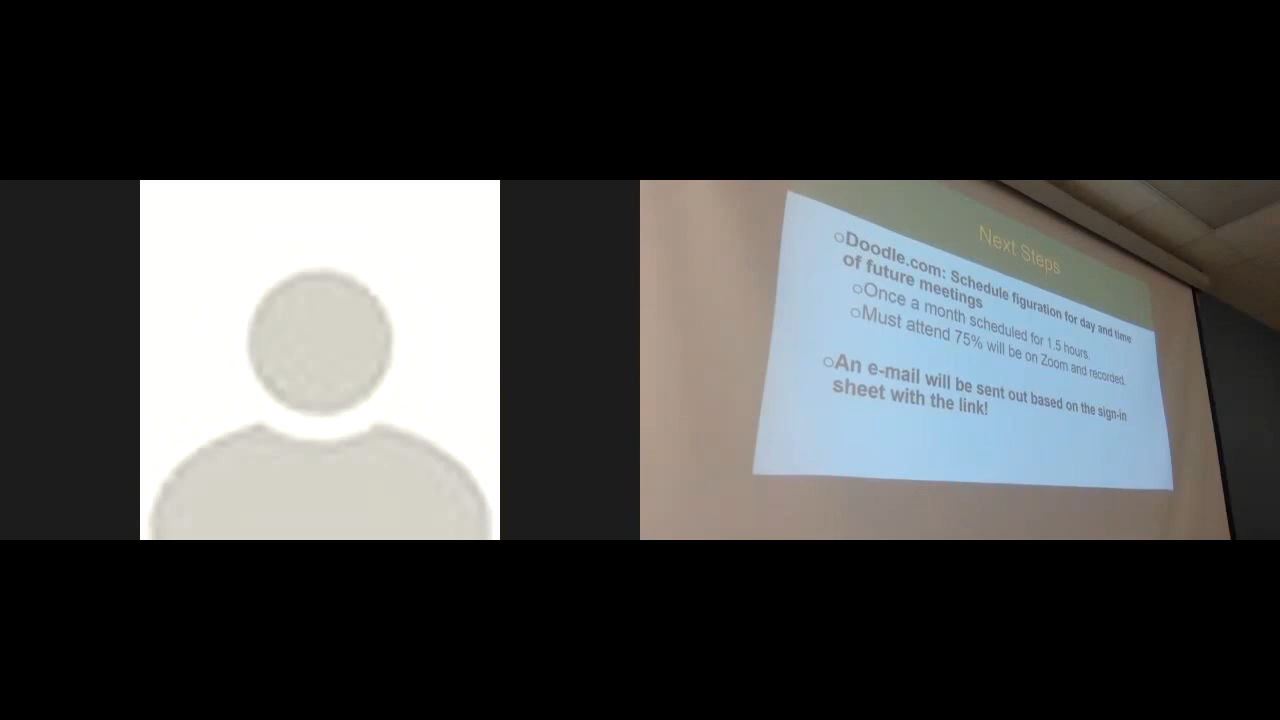 Next Steps
○Doodle.com: Schedule figuration for day and time
of future meetings
○Once a month scheduled for 1.5 hours.
○Must attend 75% will be on Zoom and recorded.
○An e-mail will be sent out based on the sign-in
sheet with the link!